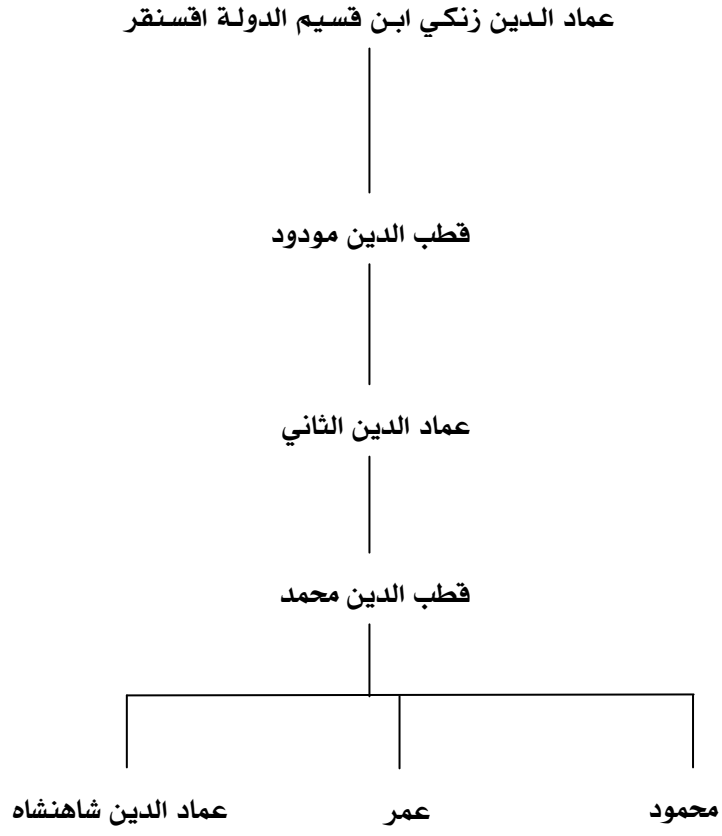 عماد الدين زنكي ابن قسيم الدولة اقسنقر
قطب الدين مودود
عماد الدين الثاني
قطب الدين محمد
محمود
عمر
عماد الدين شاهنشاه